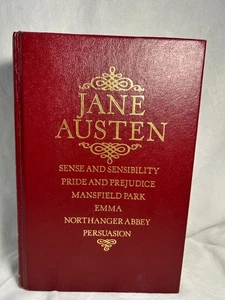 JANE
AUSTEN
SENSE AND SENSIBILITY
PRIDE AND PREJUDICE
MANSFIELD PARK
EMMA
NORTHANGER ABBEY
PERSUASION